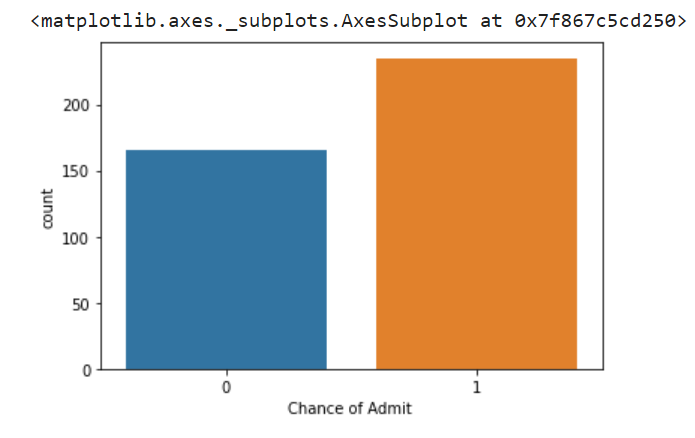 <matplotlib.axes._subplots.AxesSubplot at 0x7f867c5cd250>
200
150
100
50
0
count
0 1
Chance of Admit